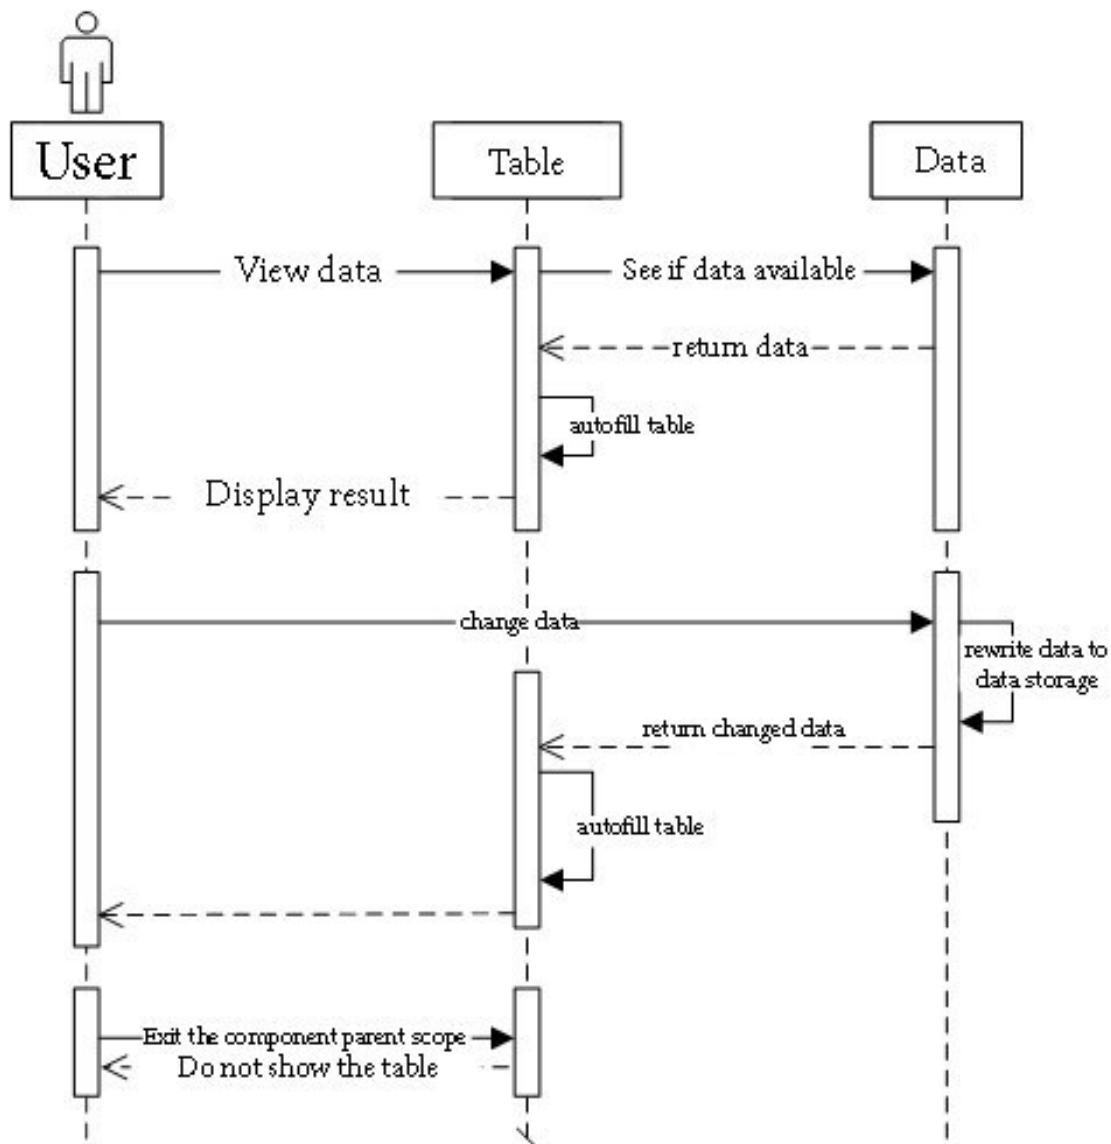 User
Table
Data
View data
See if data available
return data
autofill table
Display result
change data
rewrite data to
data storage
return changed data
autofill table
Exit the component parent scope
Do not show the table